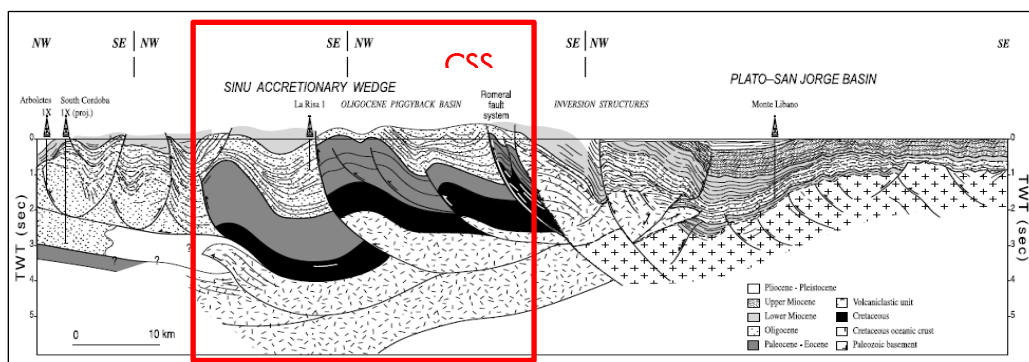 NW SE NW SE NW SE NW SE
CSS
SINU ACCRETIONARY WEDGE
PLATO–SAN JORGE BASIN
Arboletes 1X
South Cordoba 1X (proj.)
La Risa 1
OLIGOCENE PIGGYBACK BASIN
Romeral fault system
INVERSION STRUCTURES
Monte Libano
TWT (sec)
0
1
2
3
4
5
? ? ?
0 10 km
TWT (sec)
0
1
2
3
4
5
Pliocene - Pleistocene
Upper Miocene
Lower Miocene
Oligocene
Paleocene - Eocene
Volcaniclastic unit
Cretaceous
Cretaceous oceanic crust
Paleozoic basement